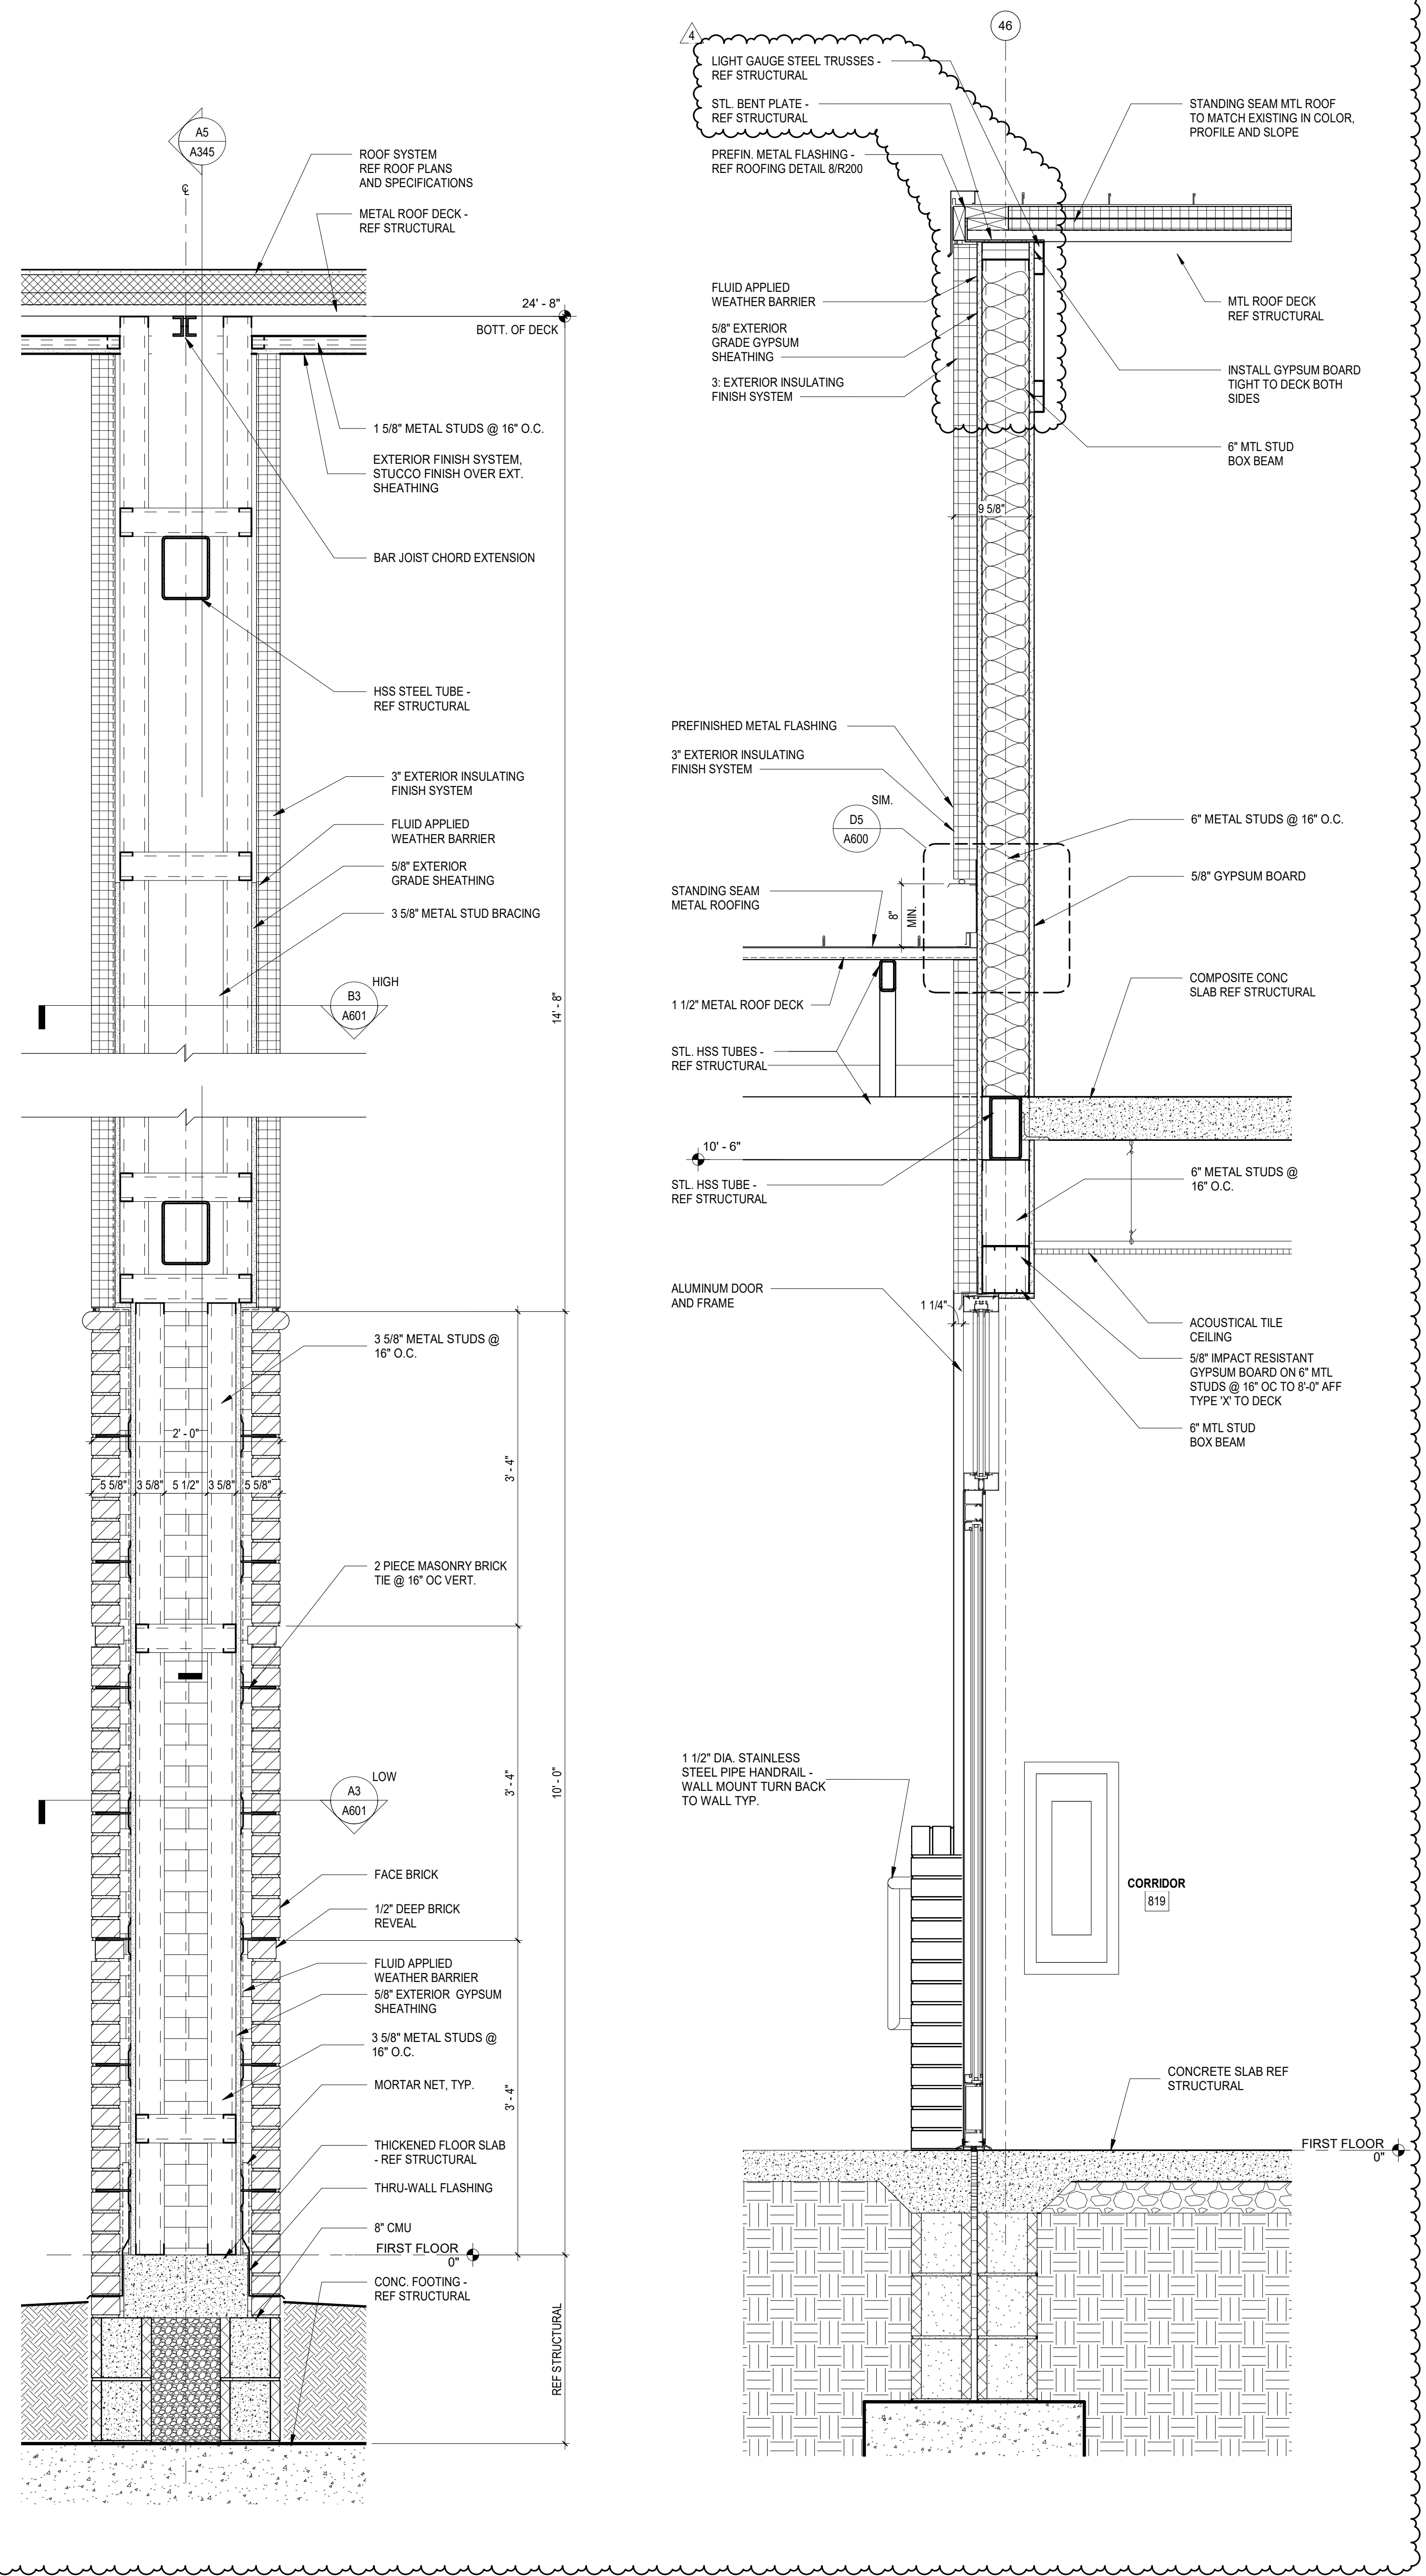 A5
A345
℄
ROOF SYSTEM
REF ROOF PLANS
AND SPECIFICATIONS
METAL ROOF DECK -
REF STRUCTURAL
24' - 8"
BOTT. OF DECK
1 5/8" METAL STUDS @ 16" O.C.
EXTERIOR FINISH SYSTEM,
STUCCO FINISH OVER EXT.
SHEATHING
BAR JOIST CHORD EXTENSION
HSS STEEL TUBE -
REF STRUCTURAL
3" EXTERIOR INSULATING
FINISH SYSTEM
FLUID APPLIED
WEATHER BARRIER
5/8" EXTERIOR
GRADE SHEATHING
3 5/8" METAL STUD BRACING
HIGH
B3
A601
14' - 8"
3 5/8" METAL STUDS @
16" O.C.
2' - 0"
5 5/8"
3 5/8"
5 1/2"
3 5/8"
5 5/8"
3' - 4"
2 PIECE MASONRY BRICK
TIE @ 16" OC VERT.
LOW
A3
A601
3' - 4"
10' - 0"
FACE BRICK
1/2" DEEP BRICK
REVEAL
FLUID APPLIED
WEATHER BARRIER
5/8" EXTERIOR GYPSUM
SHEATHING
3 5/8" METAL STUDS @
16" O.C.
MORTAR NET, TYP.
3' - 4"
THICKENED FLOOR SLAB
- REF STRUCTURAL
THRU-WALL FLASHING
8" CMU
FIRST FLOOR
0"
CONC. FOOTING -
REF STRUCTURAL
REF STRUCTURAL
4
46
LIGHT GAUGE STEEL TRUSSES -
REF STRUCTURAL
STL. BENT PLATE -
REF STRUCTURAL
PREFIN. METAL FLASHING -
REF ROOFING DETAIL 8/R200
STANDING SEAM MTL ROOF
TO MATCH EXISTING IN COLOR,
PROFILE AND SLOPE
FLUID APPLIED
WEATHER BARRIER
5/8" EXTERIOR
GRADE GYPSUM
SHEATHING
3: EXTERIOR INSULATING
FINISH SYSTEM
MTL ROOF DECK
REF STRUCTURAL
INSTALL GYPSUM BOARD
TIGHT TO DECK BOTH
SIDES
6" MTL STUD
BOX BEAM
9 5/8"
PREFINISHED METAL FLASHING
3" EXTERIOR INSULATING
FINISH SYSTEM
SIM.
D5
A600
6" METAL STUDS @ 16" O.C.
5/8" GYPSUM BOARD
STANDING SEAM
METAL ROOFING
8"
MIN.
COMPOSITE CONC
SLAB REF STRUCTURAL
1 1/2" METAL ROOF DECK
STL. HSS TUBES -
REF STRUCTURAL
10' - 6"
STL. HSS TUBE -
REF STRUCTURAL
6" METAL STUDS @
16" O.C.
ALUMINUM DOOR
AND FRAME
1 1/4"
ACOUSTICAL TILE
CEILING
5/8" IMPACT RESISTANT
GYPSUM BOARD ON 6" MTL
STUDS @ 16" OC TO 8'-0" AFF
TYPE 'X' TO DECK
6" MTL STUD
BOX BEAM
1 1/2" DIA. STAINLESS
STEEL PIPE HANDRAIL -
WALL MOUNT TURN BACK
TO WALL TYP.
CORRIDOR
819
CONCRETE SLAB REF
STRUCTURAL
FIRST FLOOR
0"